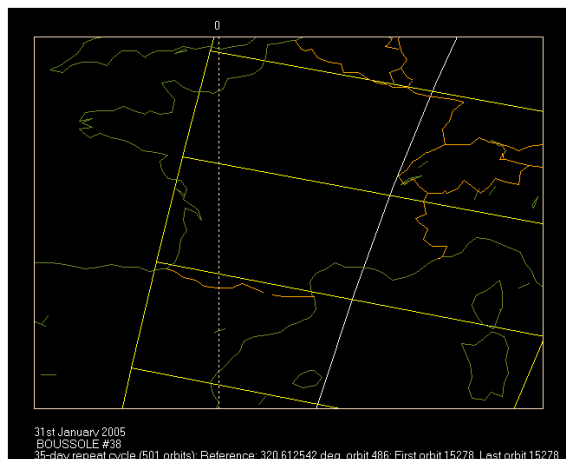 0
31st January 2005
BOUSSOLE #38
35-day repeat cycle (501 orbits); Reference: 320.612542 deg, orbit 486; First orbit 15278, Last orbit 15278